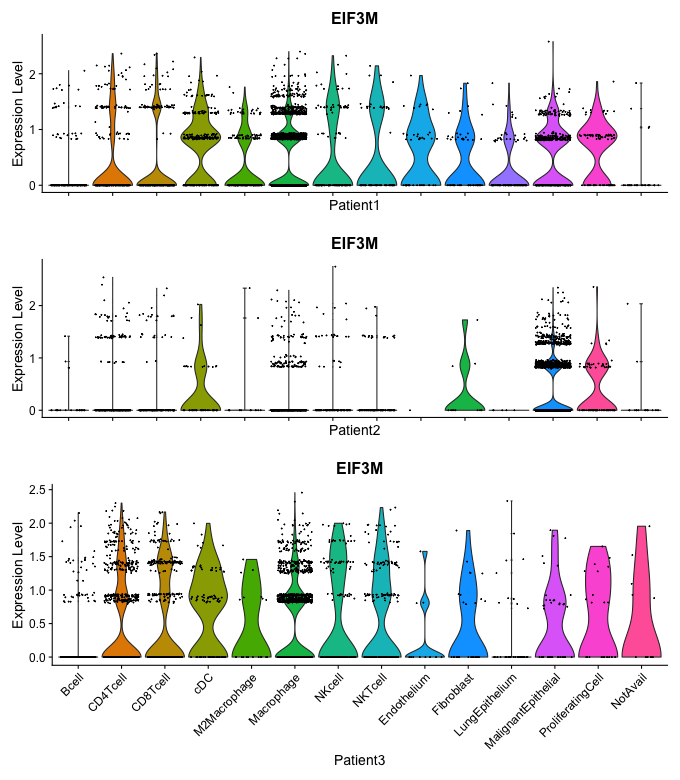 EIF3M
Expression Level
2
1
0
Patient1
EIF3M
Expression Level
2
1
0
Patient2
EIF3M
Expression Level
2.5
2.0
1.5
1.0
0.5
0.0
Bcell
CD4Tcell
CD8Tcell
cDC
M2Macrophage
Macrophage
NKcell
NKTcell
Endothelium
Fibroblast
LungEpithelium
MalignantEpithelial
ProliferatingCell
NotAvail
Patient3